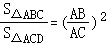 S△ABC / S△ACD = (AB / AC)²